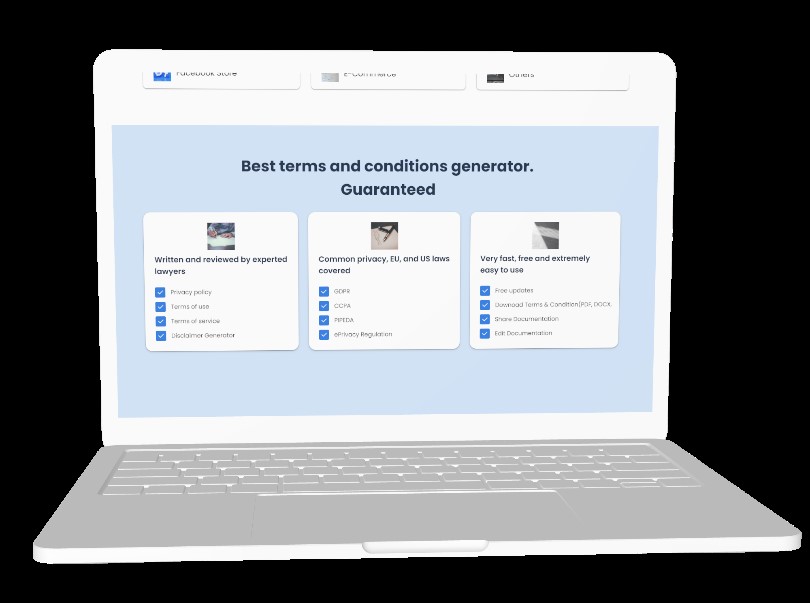 Facebook Store
E-Commerce
Others
Best terms and conditions generator.
Guaranteed
Written and reviewed by experted
lawyers
Privacy policy
Terms of use
Terms of service
Disclaimer Generator
Common privacy, EU, and US laws
covered
GDPR
CCPA
PIPEDA
ePrivacy Regulation
Very fast, free and extremely
easy to use
Free updates
Download Terms & Condition(PDF, DOCX,
Share Documentation
Edit Documentation